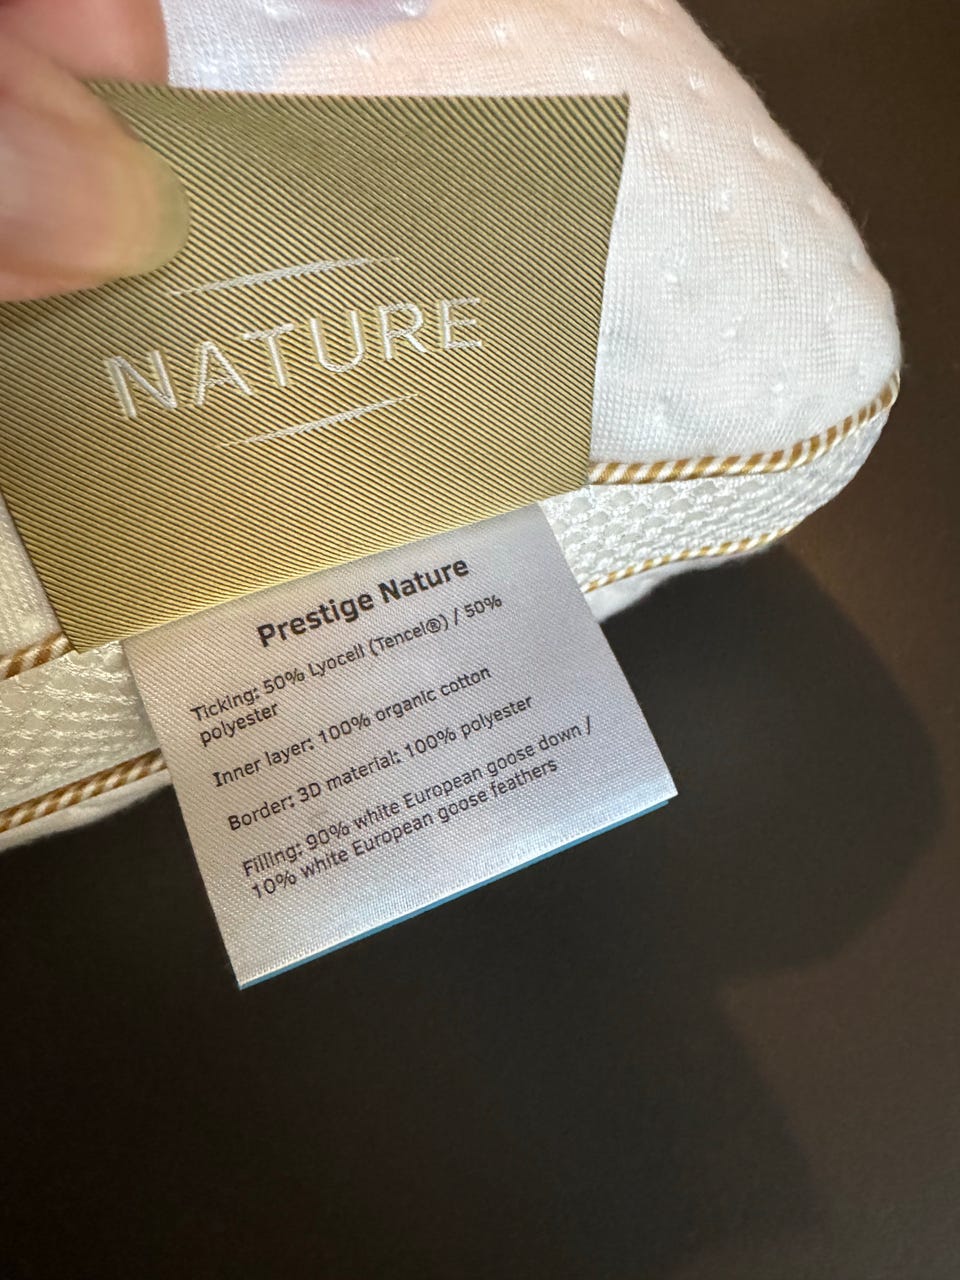 NATURE
Prestige Nature
Ticking: 50% Lyocell (Tencel®) / 50%
polyester
Inner layer: 100% organic cotton
Border: 3D material: 100% polyester
Filling: 90% white European goose down /
10% white European goose feathers